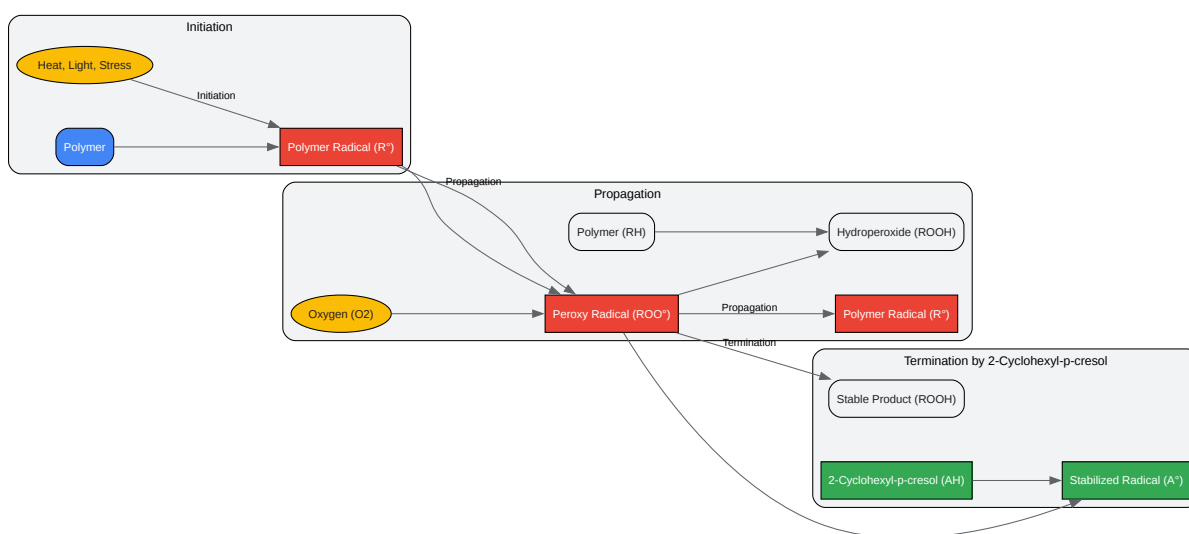 Initiation
Heat, Light, Stress
Initiation
Polymer
Polymer Radical (R°)
Propagation
Propagation
Polymer (RH)
Hydroperoxide (ROOH)
Oxygen (O2)
Peroxy Radical (ROO°)
Propagation
Polymer Radical (R°)
Termination
Termination by 2-Cyclohexyl-p-cresol
Stable Product (ROOH)
2-Cyclohexyl-p-cresol (AH)
Stabilized Radical (A°)